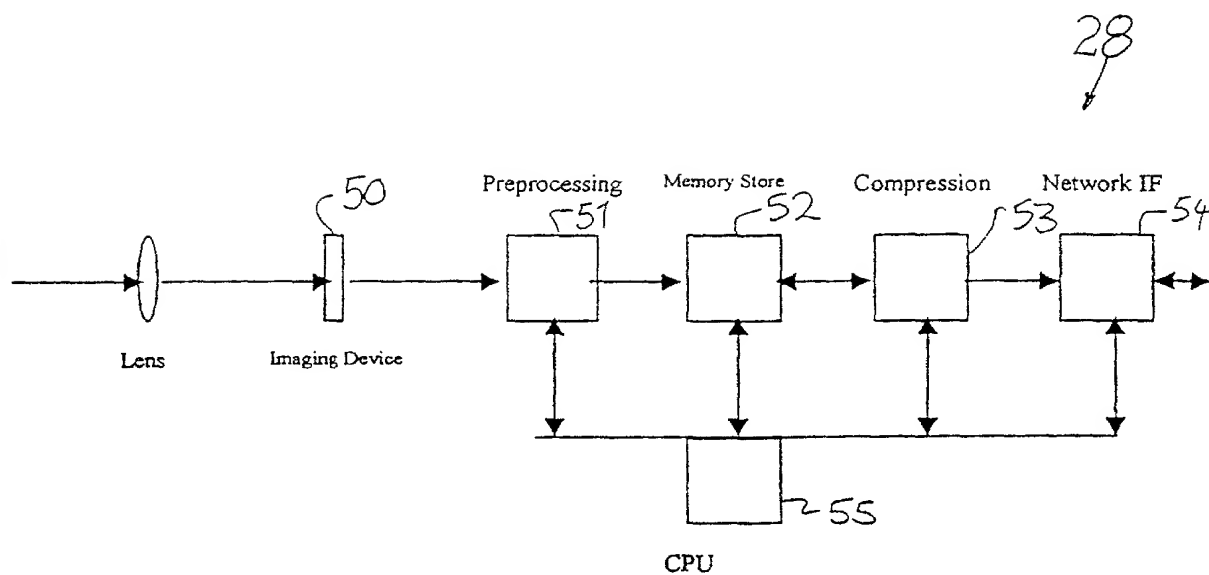 28
50
Preprocessing
51
Memory Store
52
Compression
53
Network IF
54
Lens
Imaging Device
55
CPU